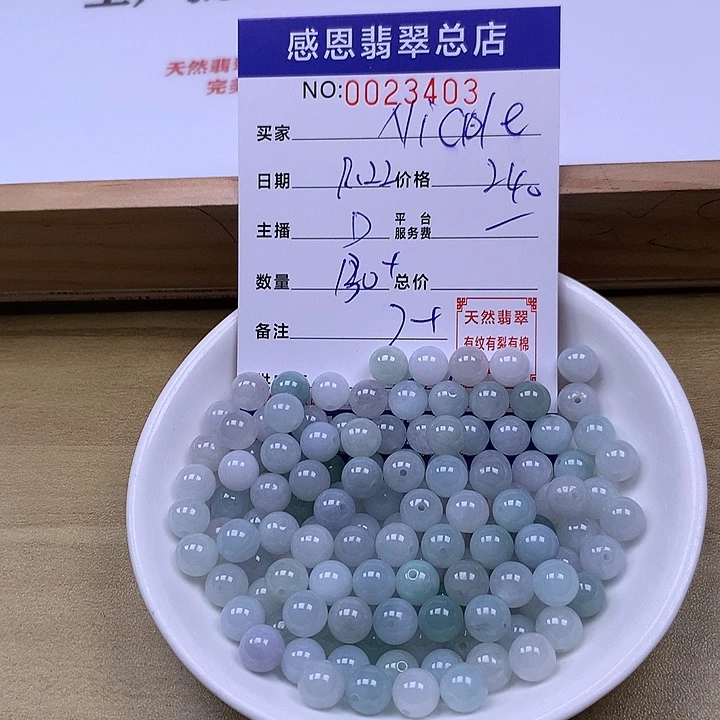 天然翡
完美
感恩翡翠总店
NO:0023403
买家 Nicole
日期 价格 240
主播 D 平台服务费 一
数量 130+ 总价
备注 7+
天然翡翠
有纹有裂有棉